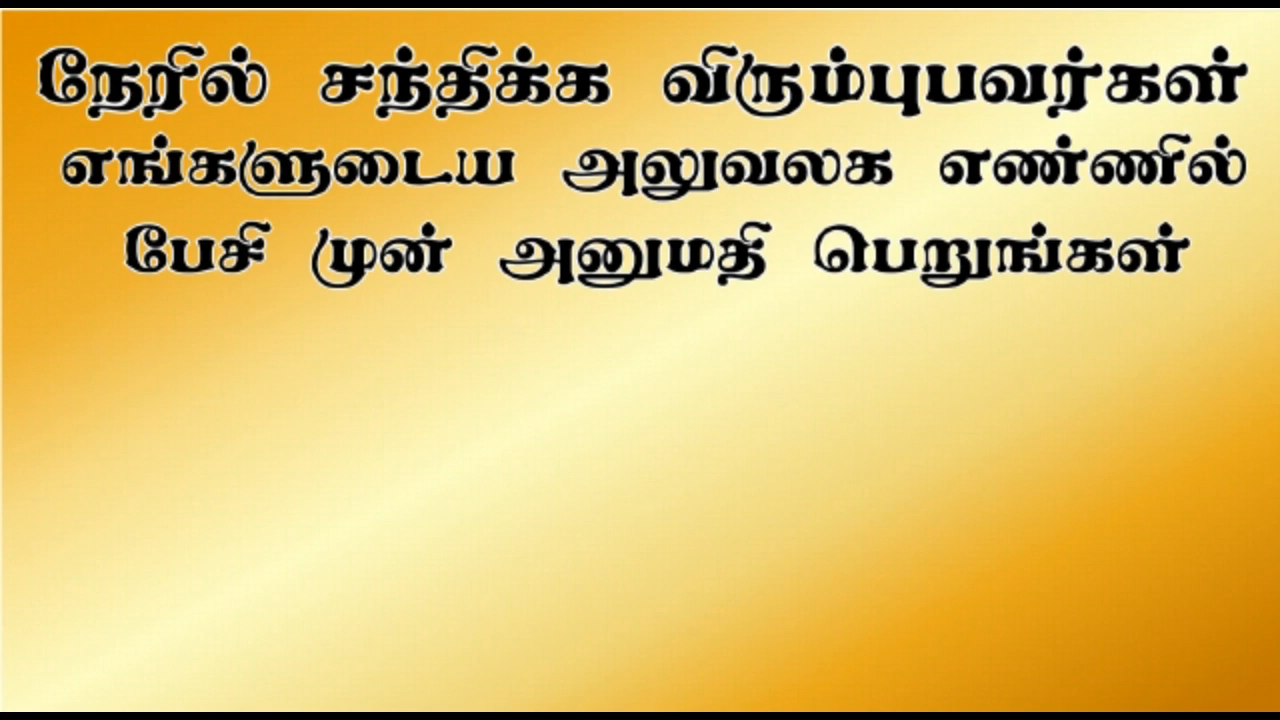 நேரில் சந்திக்க விரும்புபவர்கள்
எங்களுடைய அலுவலக எண்ணில்
பேசி முன் அனுமதி பெறுங்கள்